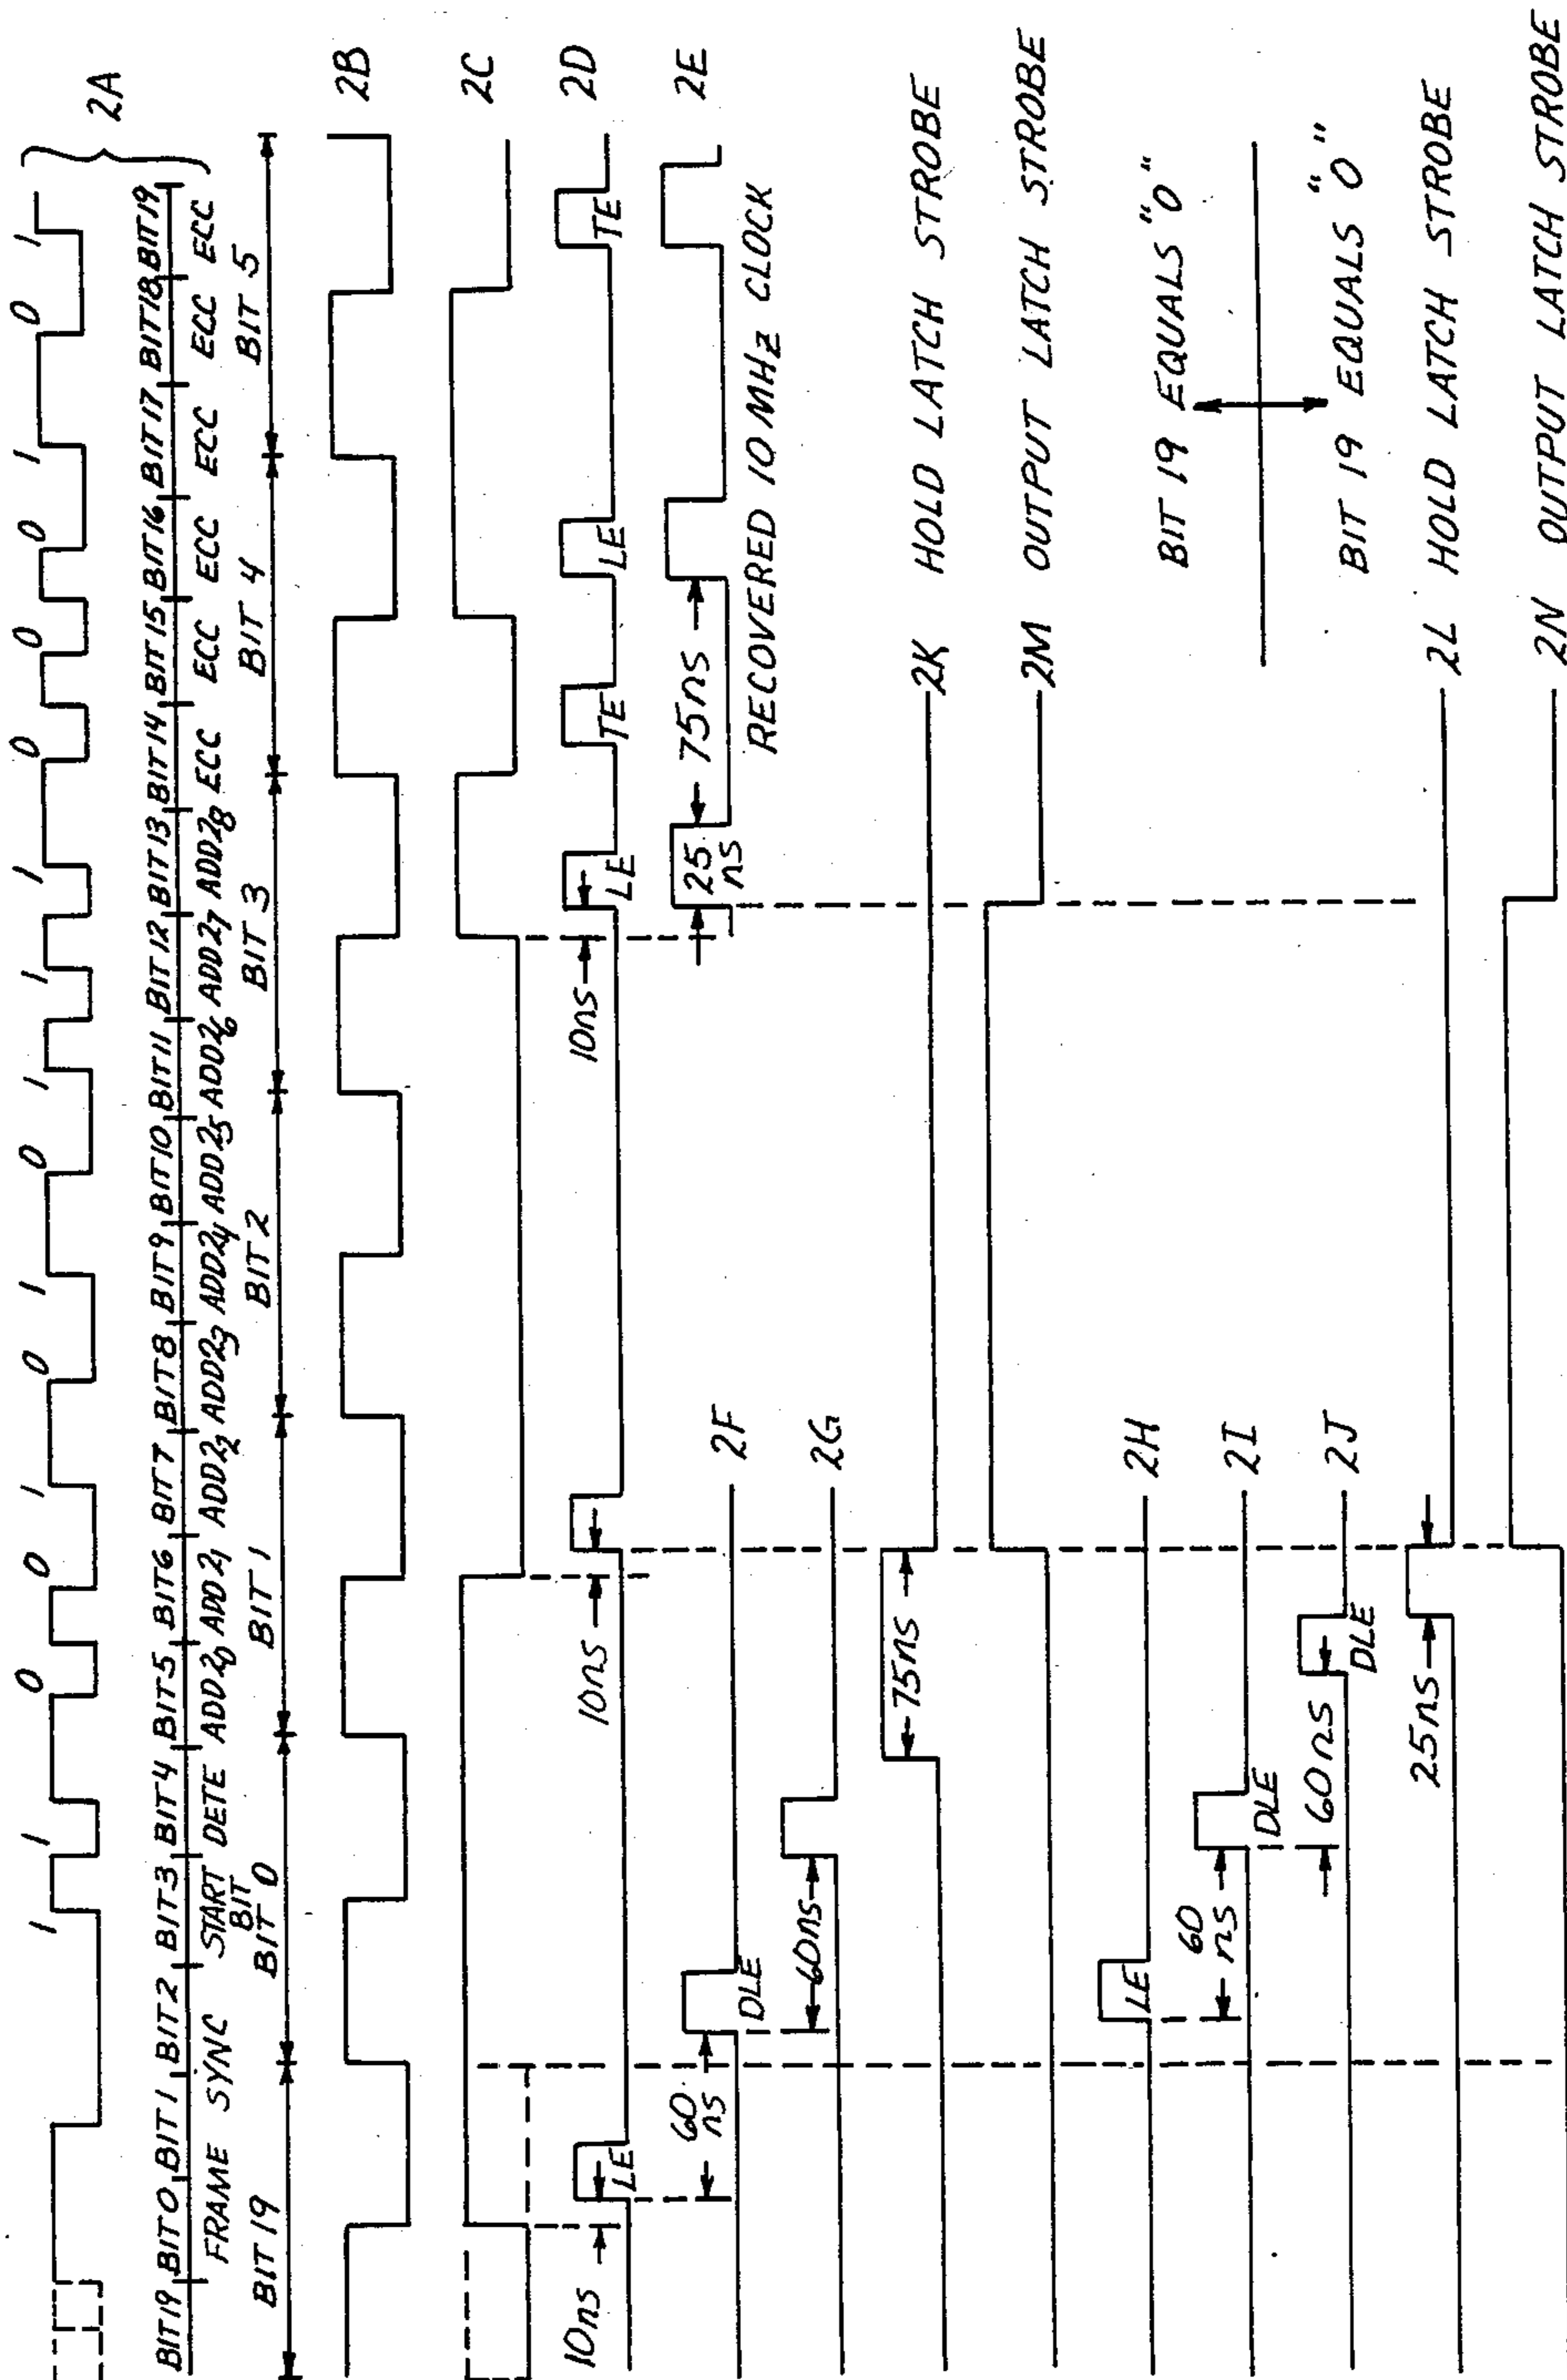 1 1 0 0 1 0 1 0 1 1 1 0 0 0 1 0 1
2A
BIT19 BIT0 BIT1 BIT2 BIT3 BIT4 BIT5 BIT6 BIT7 BIT8 BIT9 BIT10 BIT11 BIT12 BIT13 BIT14 BIT15 BIT16 BIT17 BIT18 BIT19
FRAME SYNC START BIT DETE ADD20 ADD21 ADD22 ADD23 ADD24 ADD25 ADD26 ADD27 ADD28 ECC ECC ECC ECC ECC ECC
BIT 19 BIT 0 BIT 1 BIT 2 BIT 3 BIT 4 BIT 5
2B
2C
10ns LE 10ns 10ns LE TE LE TE 2D
60 ns DLE 2F 25 ns 75ns 2E
RECOVERED 10 MHz CLOCK
60ns 2G
75ns 2K HOLD LATCH STROBE
2M OUTPUT LATCH STROBE
LE 2H BIT 19 EQUALS "0"
60 ns DLE 2I
60ns DLE 2J BIT 19 EQUALS "0"
25ns 2L HOLD LATCH STROBE
2N OUTPUT LATCH STROBE